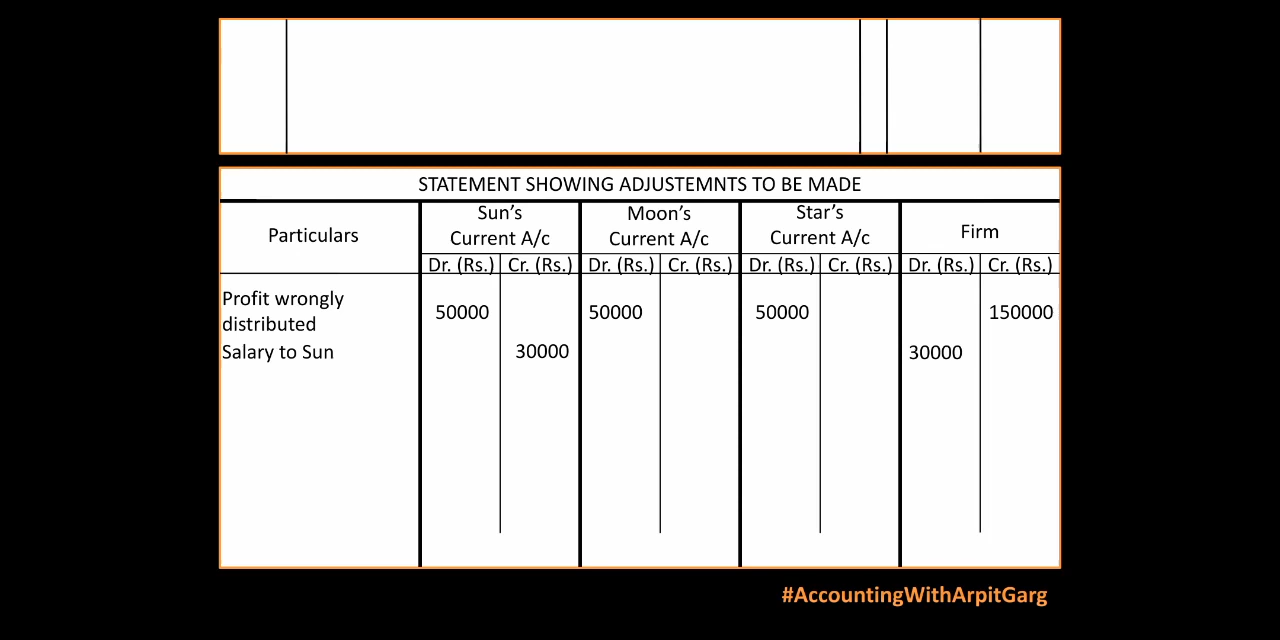 STATEMENT SHOWING ADJUSTEMNTS TO BE MADE
Particulars
Sun's
Current A/c
Moon's
Current A/c
Star's
Current A/c
Firm
Dr. (Rs.) Cr. (Rs.) Dr. (Rs.) Cr. (Rs.) Dr. (Rs.) Cr. (Rs.) Dr. (Rs.) Cr. (Rs.)
Profit wrongly
distributed 50000 50000 50000 150000
Salary to Sun 30000 30000
#AccountingWithArpitGarg